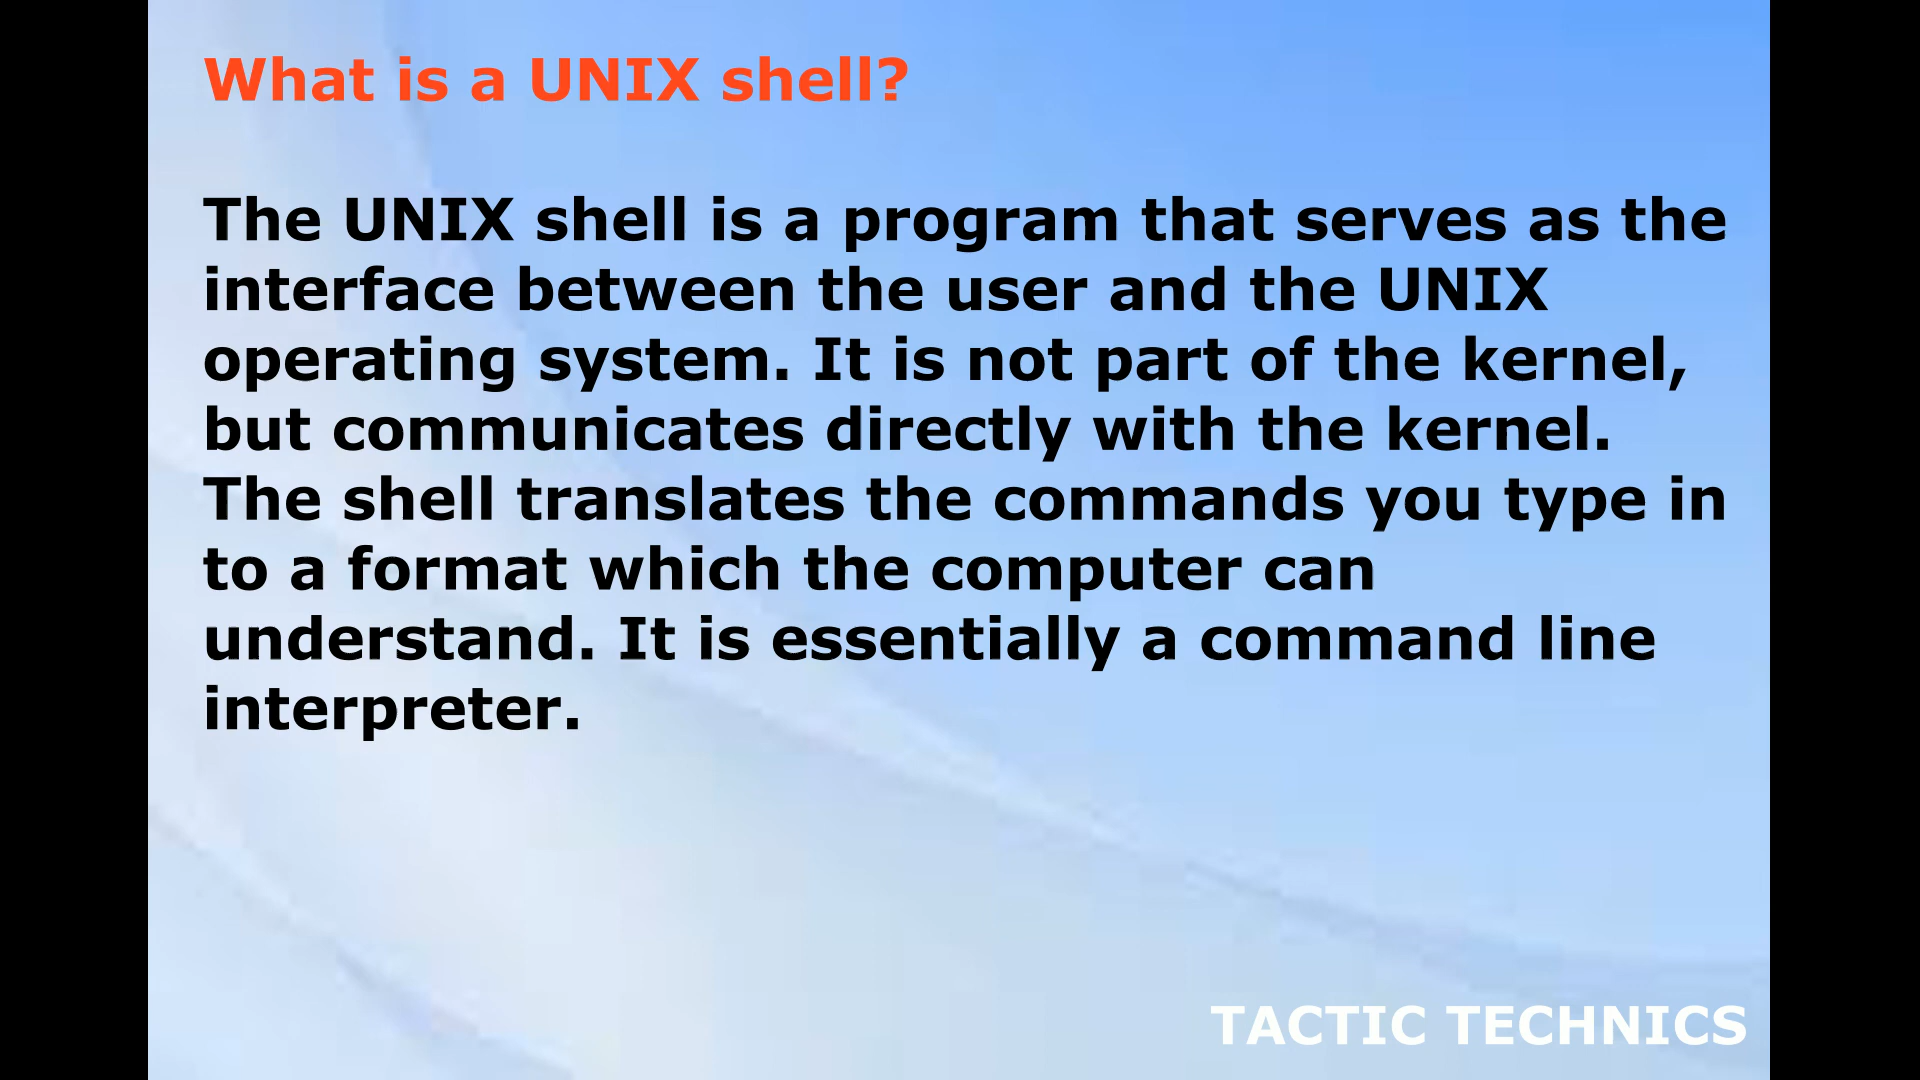 What is a UNIX shell?
The UNIX shell is a program that serves as the
interface between the user and the UNIX
operating system. It is not part of the kernel,
but communicates directly with the kernel.
The shell translates the commands you type in
to a format which the computer can
understand. It is essentially a command line
interpreter.
TACTIC TECHNICS